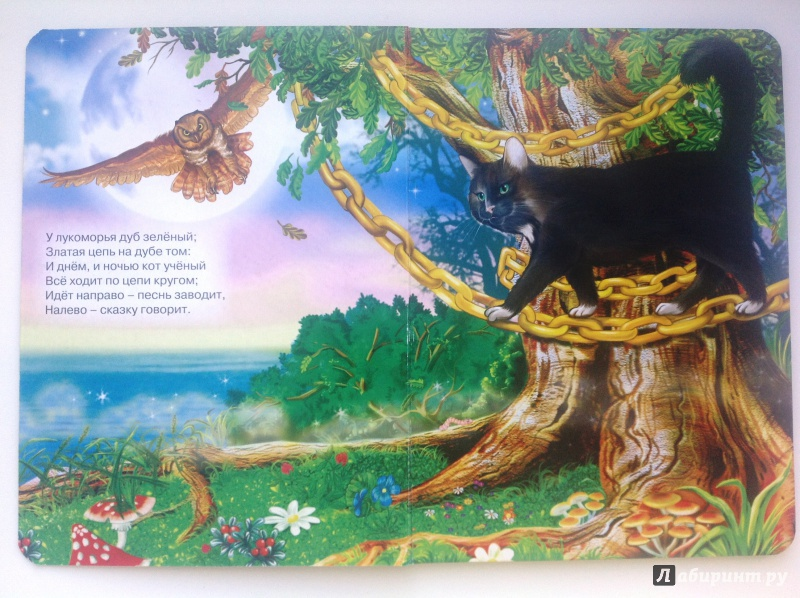 У лукоморья дуб зелёный;
Златая цепь на дубе том:
И днём, и ночью кот учёный
Всё ходит по цепи кругом;
Идёт направо – песнь заводит,
Налево – сказку говорит.
Лабиринт.ру